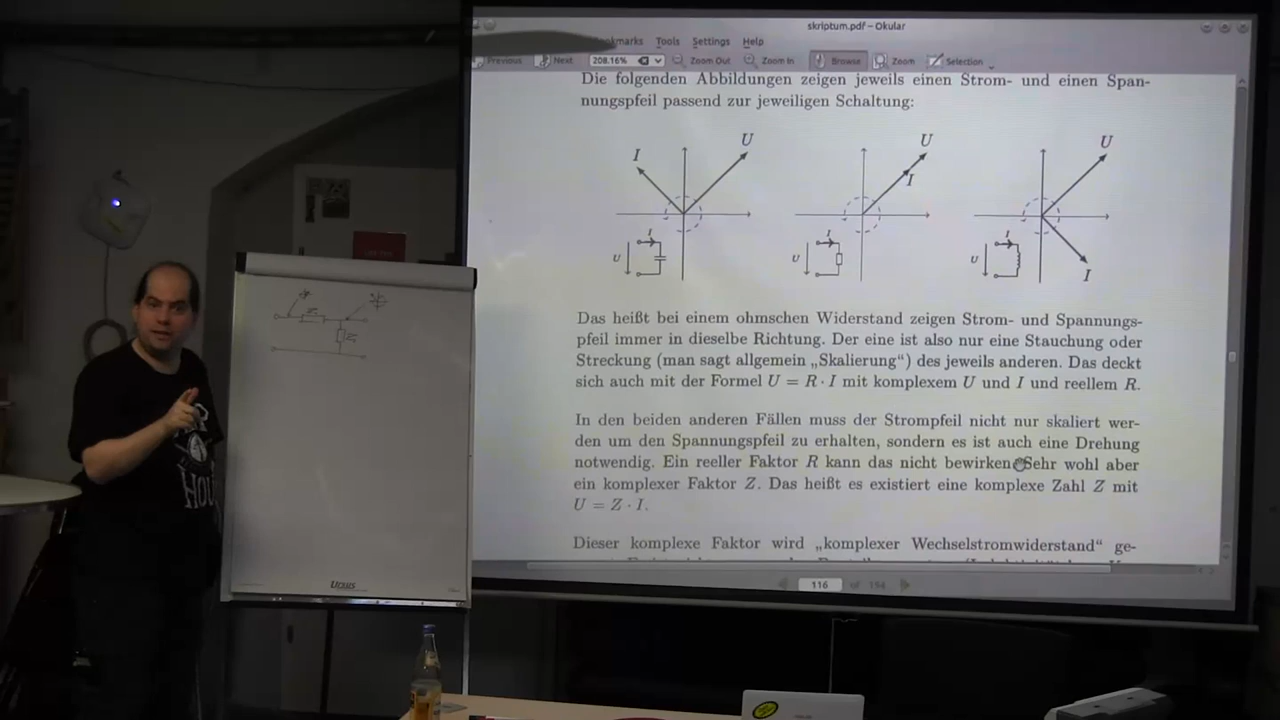 skriptum.pdf – Okular
Tools Settings Help
Previous Next 208.16% Zoom Out Zoom In Browse Zoom Selection
Die folgenden Abbildungen zeigen jeweils einen Strom- und einen Span-
nungspfeil passend zur jeweiligen Schaltung:
I U U I U I
U I U I U I
Das heißt bei einem ohmschen Widerstand zeigen Strom- und Spannungs-
pfeil immer in dieselbe Richtung. Der eine ist also nur eine Stauchung oder
Streckung (man sagt allgemein „Skalierung“) des jeweils anderen. Das deckt
sich auch mit der Formel U = R · I mit komplexem U und I und reellem R.
In den beiden anderen Fällen muss der Strompfeil nicht nur skaliert wer-
den um den Spannungspfeil zu erhalten, sondern es ist auch eine Drehung
notwendig. Ein reeller Faktor R kann das nicht bewirken Sehr wohl aber
ein komplexer Faktor Z. Das heißt es existiert eine komplexe Zahl Z mit
U = Z · I.
Dieser komplexe Faktor wird „komplexer Wechselstromwiderstand“ ge-
116 of 194